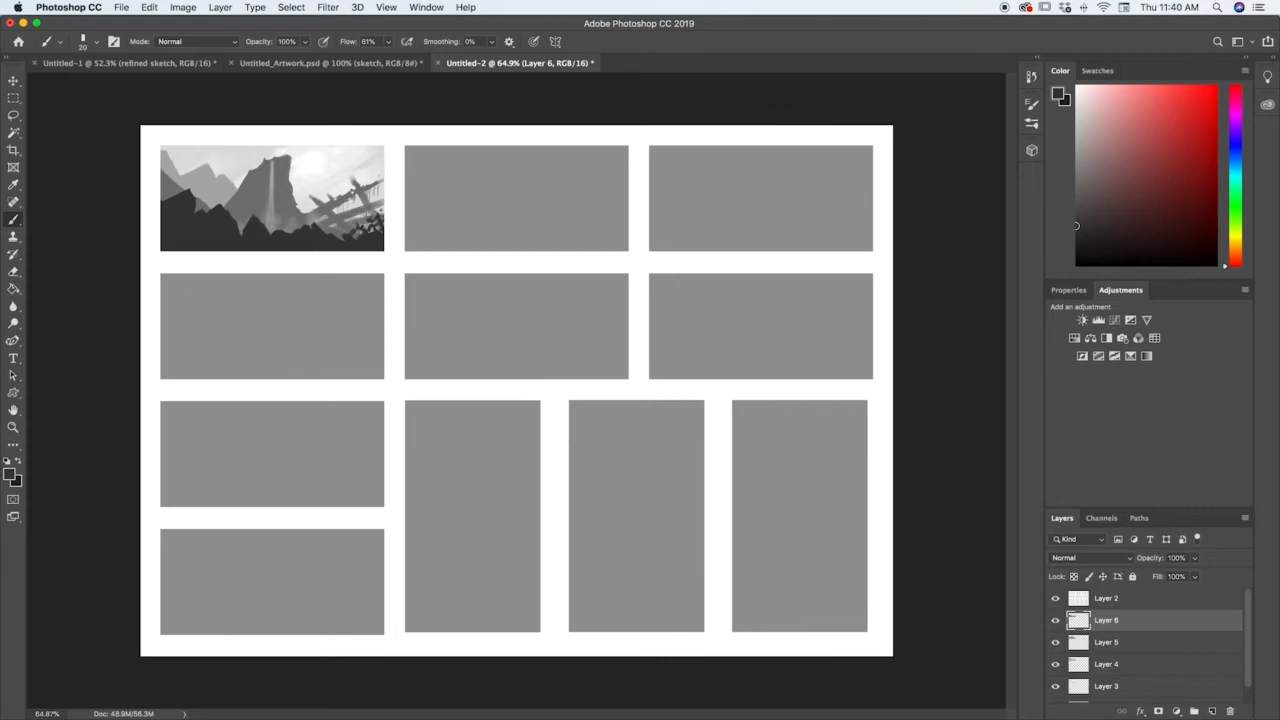 Photoshop CC File Edit Image Layer Type Select Filter 3D View Window Help Thu 11:40 AM
Adobe Photoshop CC 2019
20 Mode: Normal Opacity: 100% Flow: 61% Smoothing: 0%
Untitled-1 @ 52.3% (refined sketch, RGB/16) * Untitled_Artwork.psd @ 100% (sketch, RGB/8#) * Untitled-2 @ 64.9% (Layer 6, RGB/16) *
Color Swatches
Properties Adjustments
Add an adjustment
Layers Channels Paths
Kind
Normal Opacity: 100%
Lock: Fill: 100%
Layer 2
Layer 6
Layer 5
Layer 4
Layer 3
64.87% Doc: 48.9M/56.3M